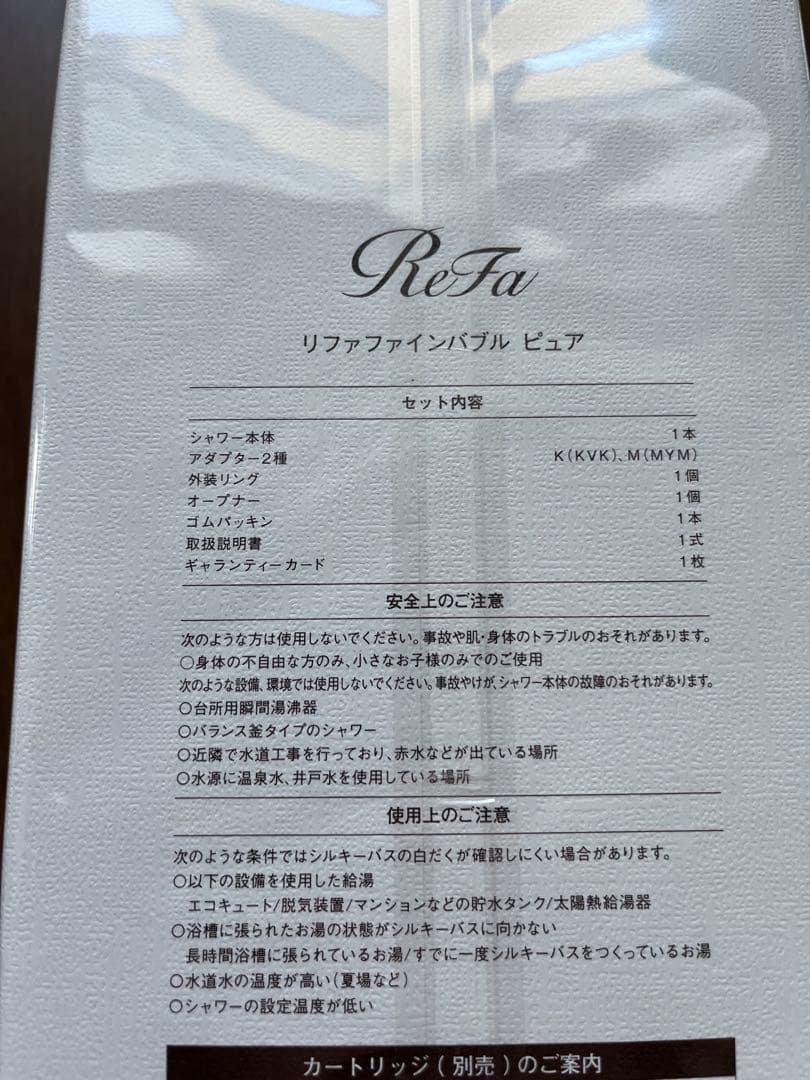 ReFa
リファファインバブル ピュア
セット内容
シャワー本体 1本
アダプター2種 K(KVK)、M(MYM)
外装リング 1個
オープナー 1個
ゴムパッキン 1本
取扱説明書 1式
ギャランティーカード 1枚
安全上のご注意
次のような方は使用しないでください。事故や肌・身体のトラブルのおそれがあります。
○身体の不自由な方のみ、小さなお子様のみでのご使用
次のような設備、環境では使用しないでください。事故やけが、シャワー本体の故障のおそれがあります。
○台所用瞬間湯沸器
○バランス釜タイプのシャワー
○近隣で水道工事を行っており、赤水などが出ている場所
○水源に温泉水、井戸水を使用している場所
使用上のご注意
次のような条件ではシルキーバスの白だくが確認しにくい場合があります。
○以下の設備を使用した給湯
エコキュート/脱気装置/マンションなどの貯水タンク/太陽熱給湯器
○浴槽に張られたお湯の状態がシルキーバスに向かない
長時間浴槽に張られているお湯/すでに一度シルキーバスをつくっているお湯
○水道水の温度が高い(夏場など)
○シャワーの設定温度が低い
カートリッジ(別売)のご案内